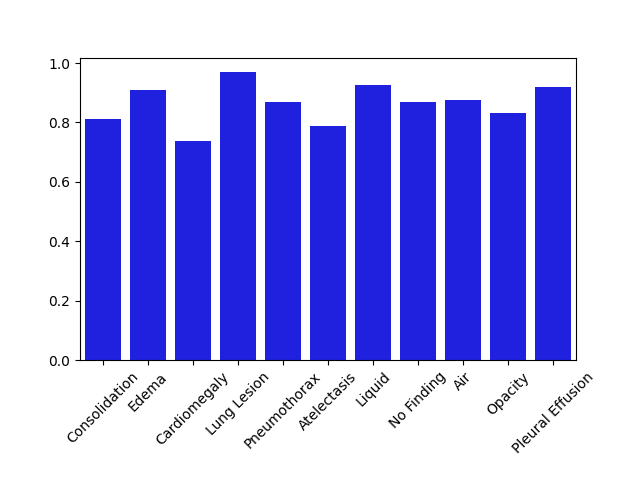 1.0
0.8
0.6
0.4
0.2
0.0
Consolidation
Edema
Cardiomegaly
Lung Lesion
Pneumothorax
Atelectasis
Liquid
No Finding
Air
Opacity
Pleural Effusion